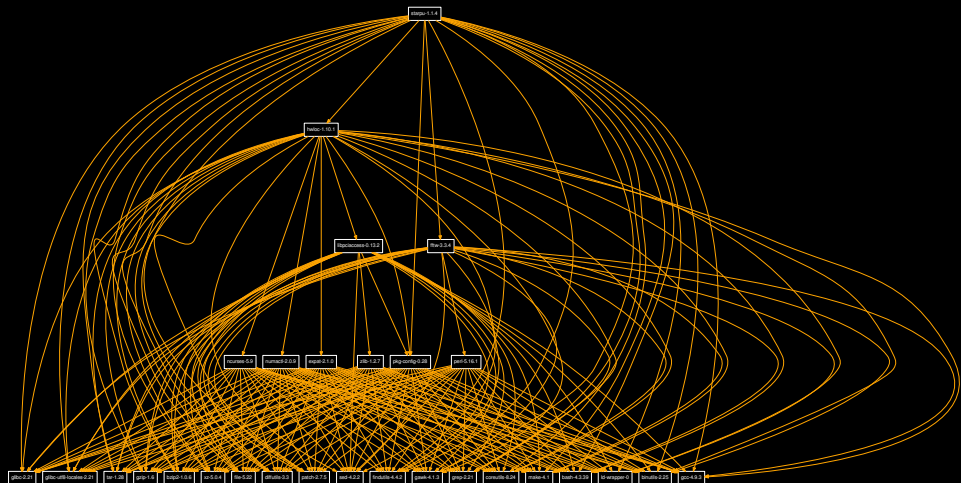 starpu-1.1.4
hwloc-1.10.1
libpciaccess-0.13.2
fftw-3.3.4
ncurses-5.9
numactl-2.0.9
expat-2.1.0
zlib-1.2.7
pkg-config-0.28
perl-5.16.1
glibc-2.21
glibc-utf8-locales-2.21
tar-1.28
gzip-1.6
bzip2-1.0.6
xz-5.0.4
file-5.22
diffutils-3.3
patch-2.7.5
sed-4.2.2
findutils-4.4.2
gawk-4.1.3
grep-2.21
coreutils-8.24
make-4.1
bash-4.3.39
ld-wrapper-0
binutils-2.25
gcc-4.9.3